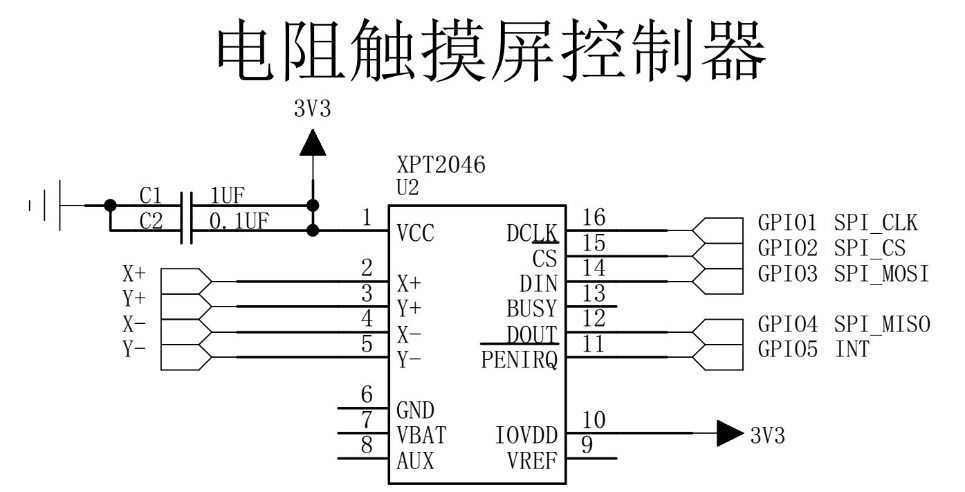 电阻触摸屏控制器
3V3
XPT2046
U2
C1 1UF
C2 0.1UF
1 VCC DCLK 16 GPIO1 SPI_CLK
CS 15 GPIO2 SPI_CS
X+ 2 X+ DIN 14 GPIO3 SPI_MOSI
Y+ 3 Y+ BUSY 13
X- 4 X- DOUT 12 GPIO4 SPI_MISO
Y- 5 Y- PENIRQ 11 GPIO5 INT
6 GND
7 VBAT IOVDD 10 3V3
8 AUX VREF 9